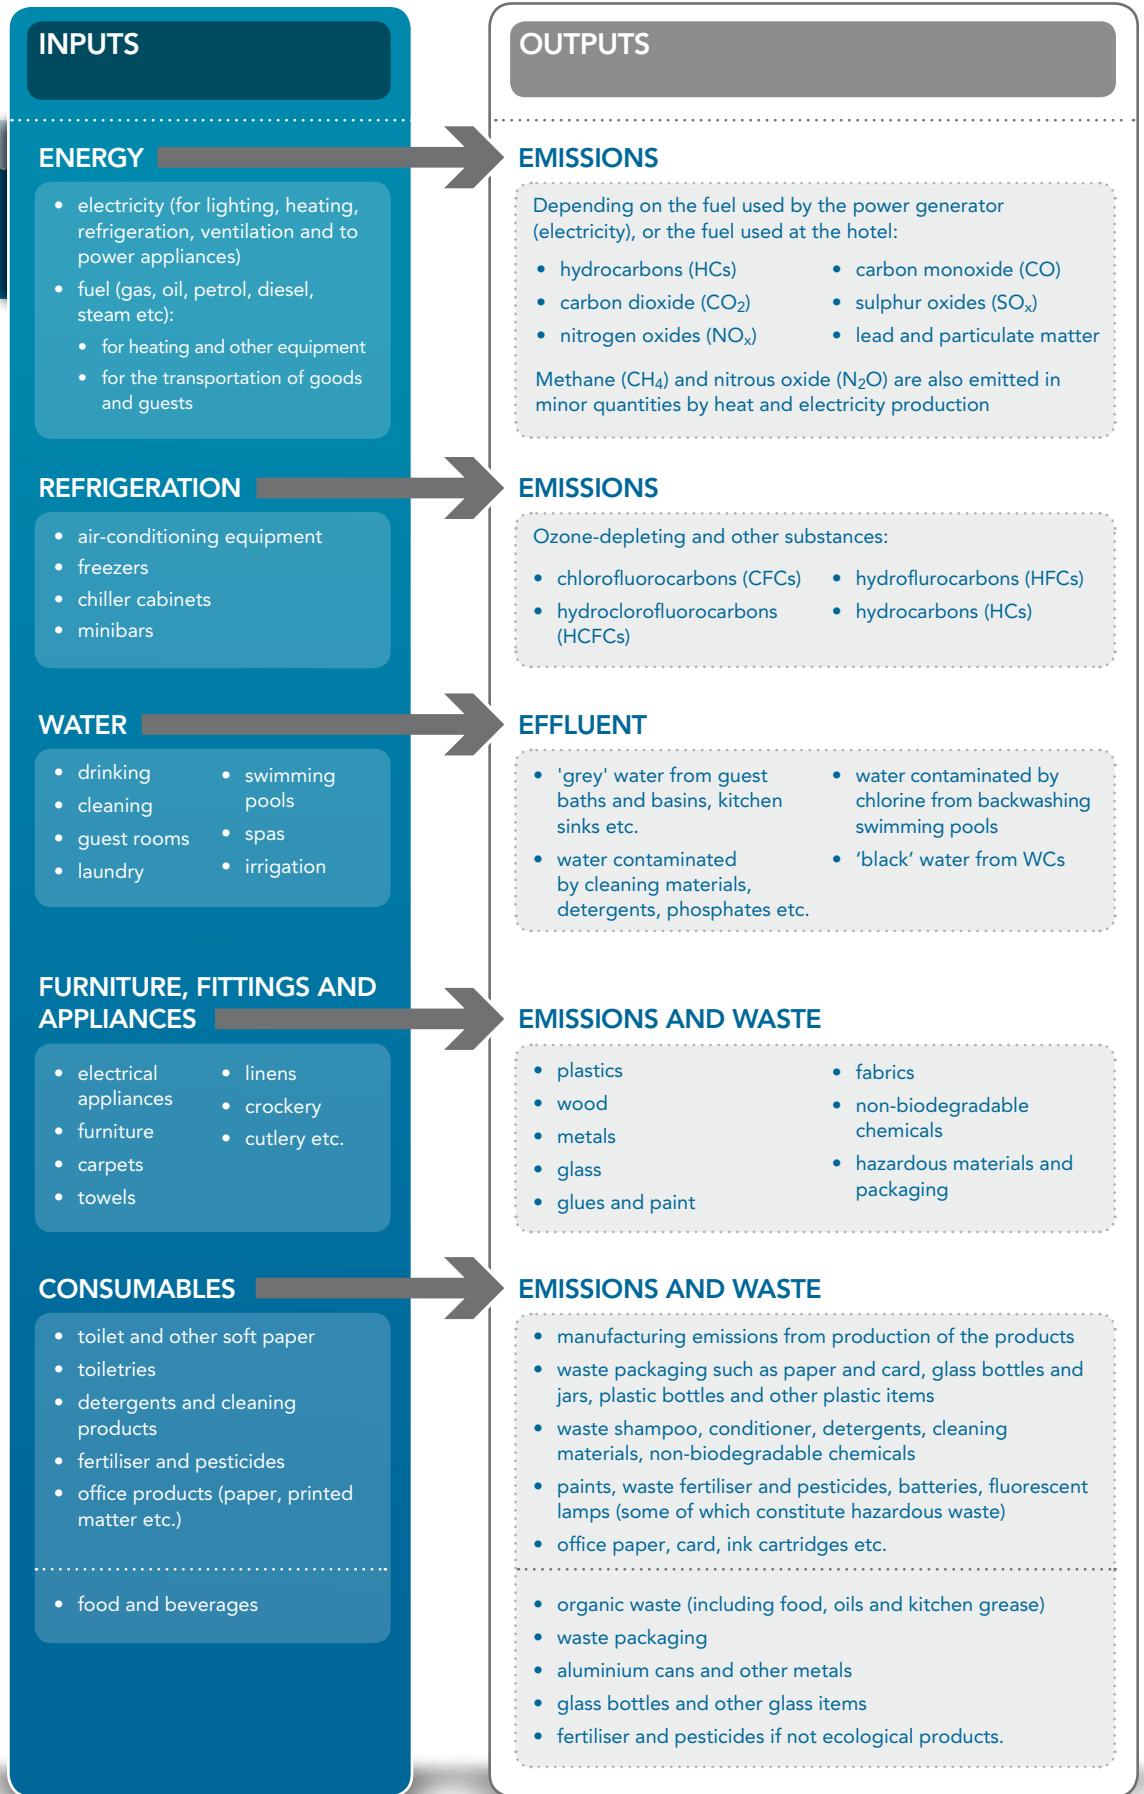 INPUTS
OUTPUTS
ENERGY
• electricity (for lighting, heating,
refrigeration, ventilation and to
power appliances)
• fuel (gas, oil, petrol, diesel,
steam etc):
• for heating and other equipment
• for the transportation of goods
and guests
EMISSIONS
Depending on the fuel used by the power generator
(electricity), or the fuel used at the hotel:
• hydrocarbons (HCs)
• carbon dioxide (CO₂)
• nitrogen oxides (NOₓ)
• carbon monoxide (CO)
• sulphur oxides (SOₓ)
• lead and particulate matter
Methane (CH₄) and nitrous oxide (N₂O) are also emitted in
minor quantities by heat and electricity production
REFRIGERATION
• air-conditioning equipment
• freezers
• chiller cabinets
• minibars
EMISSIONS
Ozone-depleting and other substances:
• chlorofluorocarbons (CFCs)
• hydroclorofluorocarbons
(HCFCs)
• hydroflurocarbons (HFCs)
• hydrocarbons (HCs)
WATER
• drinking
• cleaning
• guest rooms
• laundry
• swimming
pools
• spas
• irrigation
EFFLUENT
• 'grey' water from guest
baths and basins, kitchen
sinks etc.
• water contaminated
by cleaning materials,
detergents, phosphates etc.
• water contaminated by
chlorine from backwashing
swimming pools
• ‘black’ water from WCs
FURNITURE, FITTINGS AND
APPLIANCES
• electrical
appliances
• furniture
• carpets
• towels
• linens
• crockery
• cutlery etc.
EMISSIONS AND WASTE
• plastics
• wood
• metals
• glass
• glues and paint
• fabrics
• non-biodegradable
chemicals
• hazardous materials and
packaging
CONSUMABLES
• toilet and other soft paper
• toiletries
• detergents and cleaning
products
• fertiliser and pesticides
• office products (paper, printed
matter etc.)
• food and beverages
EMISSIONS AND WASTE
• manufacturing emissions from production of the products
• waste packaging such as paper and card, glass bottles and
jars, plastic bottles and other plastic items
• waste shampoo, conditioner, detergents, cleaning
materials, non-biodegradable chemicals
• paints, waste fertiliser and pesticides, batteries, fluorescent
lamps (some of which constitute hazardous waste)
• office paper, card, ink cartridges etc.
• organic waste (including food, oils and kitchen grease)
• waste packaging
• aluminium cans and other metals
• glass bottles and other glass items
• fertiliser and pesticides if not ecological products.